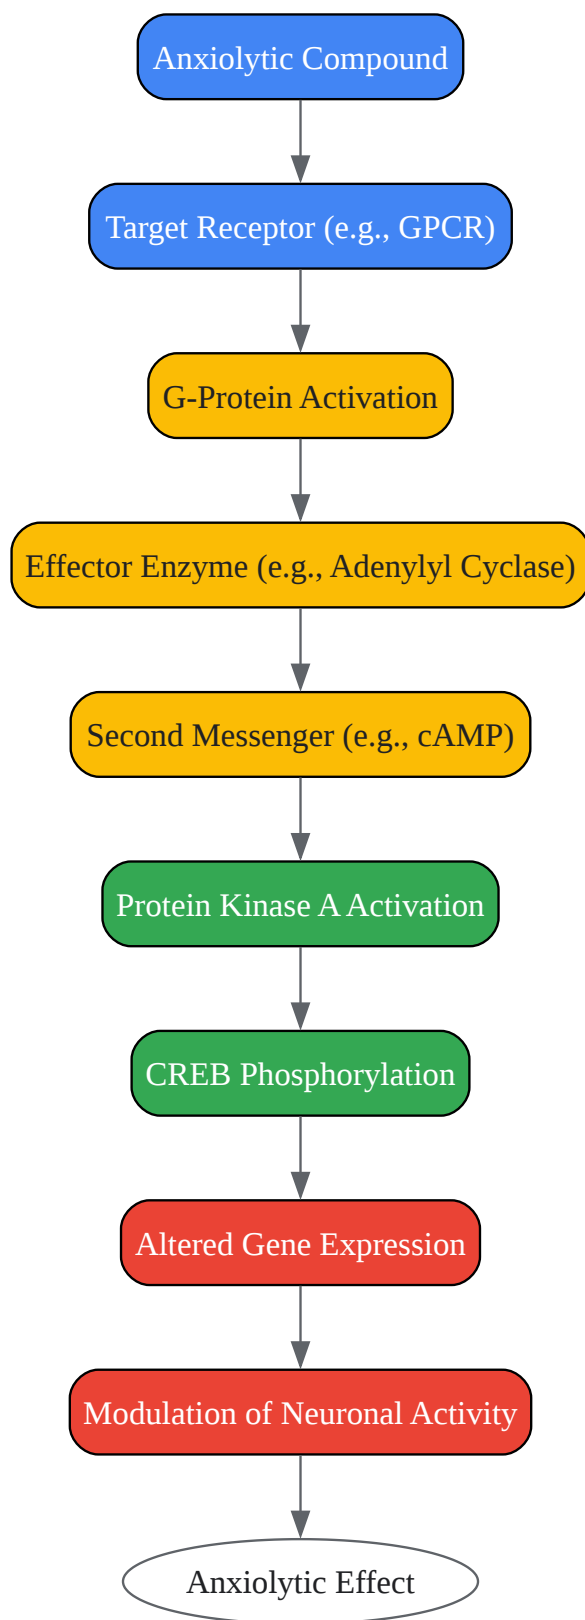 Anxiolytic Compound
Target Receptor (e.g., GPCR)
G-Protein Activation
Effector Enzyme (e.g., Adenylyl Cyclase)
Second Messenger (e.g., cAMP)
Protein Kinase A Activation
CREB Phosphorylation
Altered Gene Expression
Modulation of Neuronal Activity
Anxiolytic Effect